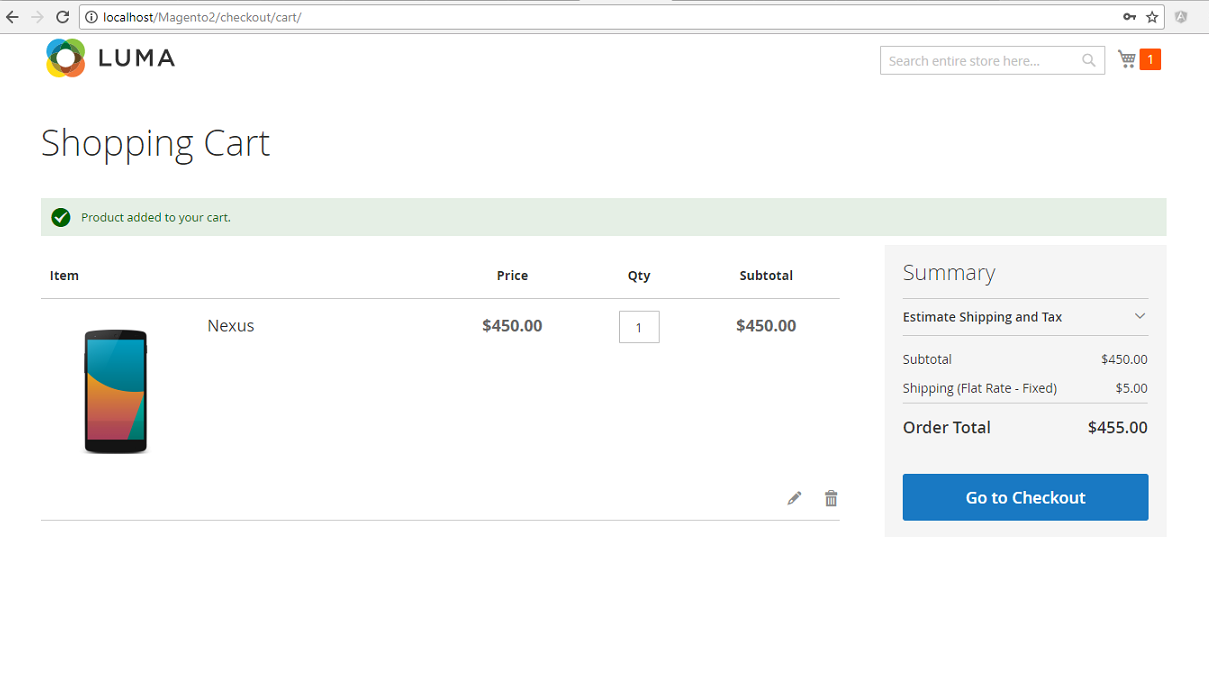 localhost/Magento2/checkout/cart/
LUMA
Search entire store here...
1
Shopping Cart
Product added to your cart.
Item Price Qty Subtotal
Nexus $450.00 1 $450.00
Summary
Estimate Shipping and Tax
Subtotal $450.00
Shipping (Flat Rate - Fixed) $5.00
Order Total $455.00
Go to Checkout